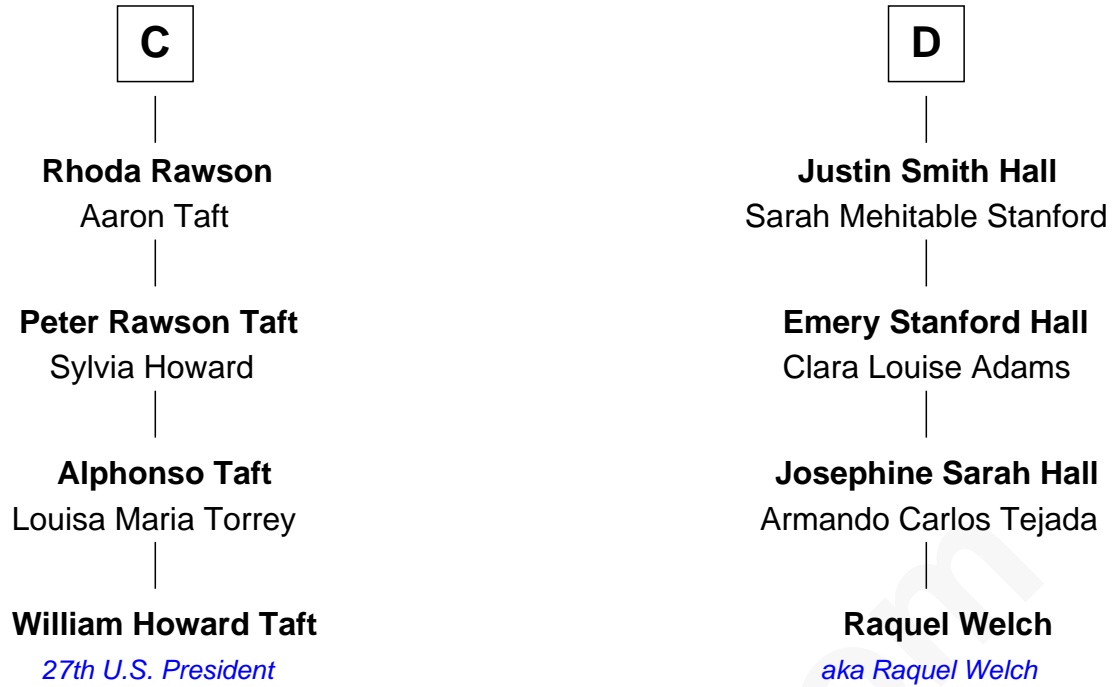 C
Rhoda Rawson
Aaron Taft
Peter Rawson Taft
Sylvia Howard
Alphonso Taft
Louisa Maria Torrey
William Howard Taft
27th U.S. President
D
Justin Smith Hall
Sarah Mehitable Stanford
Emery Stanford Hall
Clara Louise Adams
Josephine Sarah Hall
Armando Carlos Tejada
Raquel Welch
aka Raquel Welch